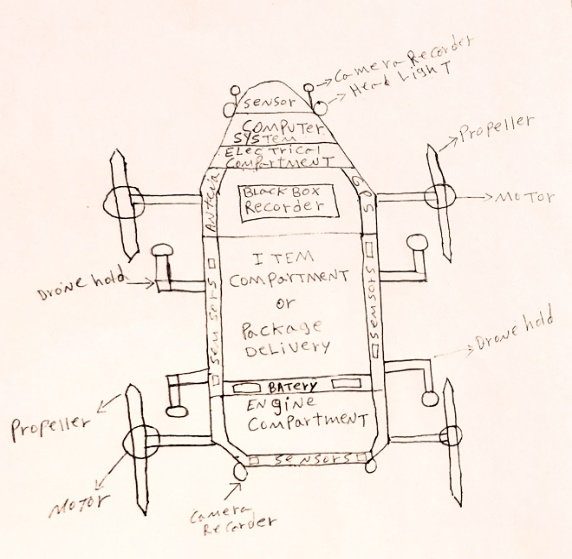 Camera Recorder
Head Light
Sensor
Computer
System
Electrical
Compartment
Propeller
Motor
GPS
Black Box
Recorder
Item
Compartment
or
Package
Delivery
Sensors
Sensors
Drone hold
Drone hold
BATery
Engine
Compartment
Propeller
Motor
Sensors
Camera
Recorder